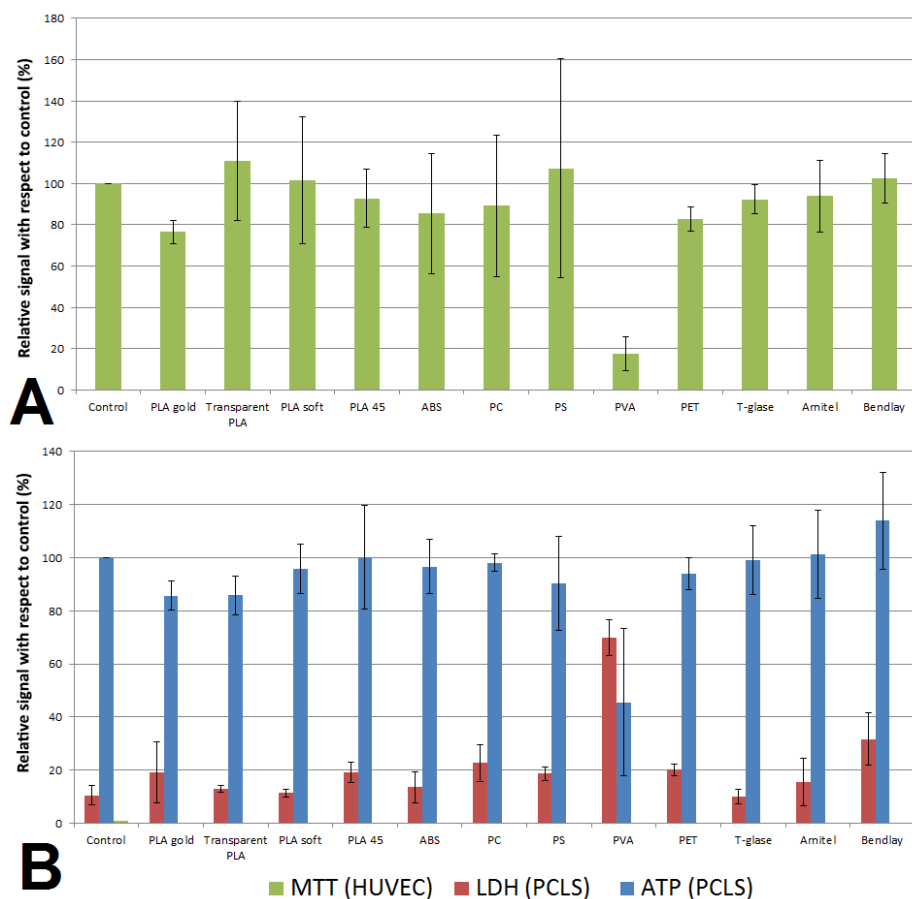 Relative signal with respect to control (%)
180
160
140
120
100
80
60
40
20
0
Control PLA gold Transparent PLA soft PLA 45 ABS PC PS PVA PET T-glase Arnitel Bendlay
PLA
A
Relative signal with respect to control (%)
140
120
100
80
60
40
20
0
Control PLA gold Transparent PLA soft PLA 45 ABS PC PS PVA PET T-glase Arnitel Bendlay
PLA
B
MTT (HUVEC) LDH (PCLS) ATP (PCLS)